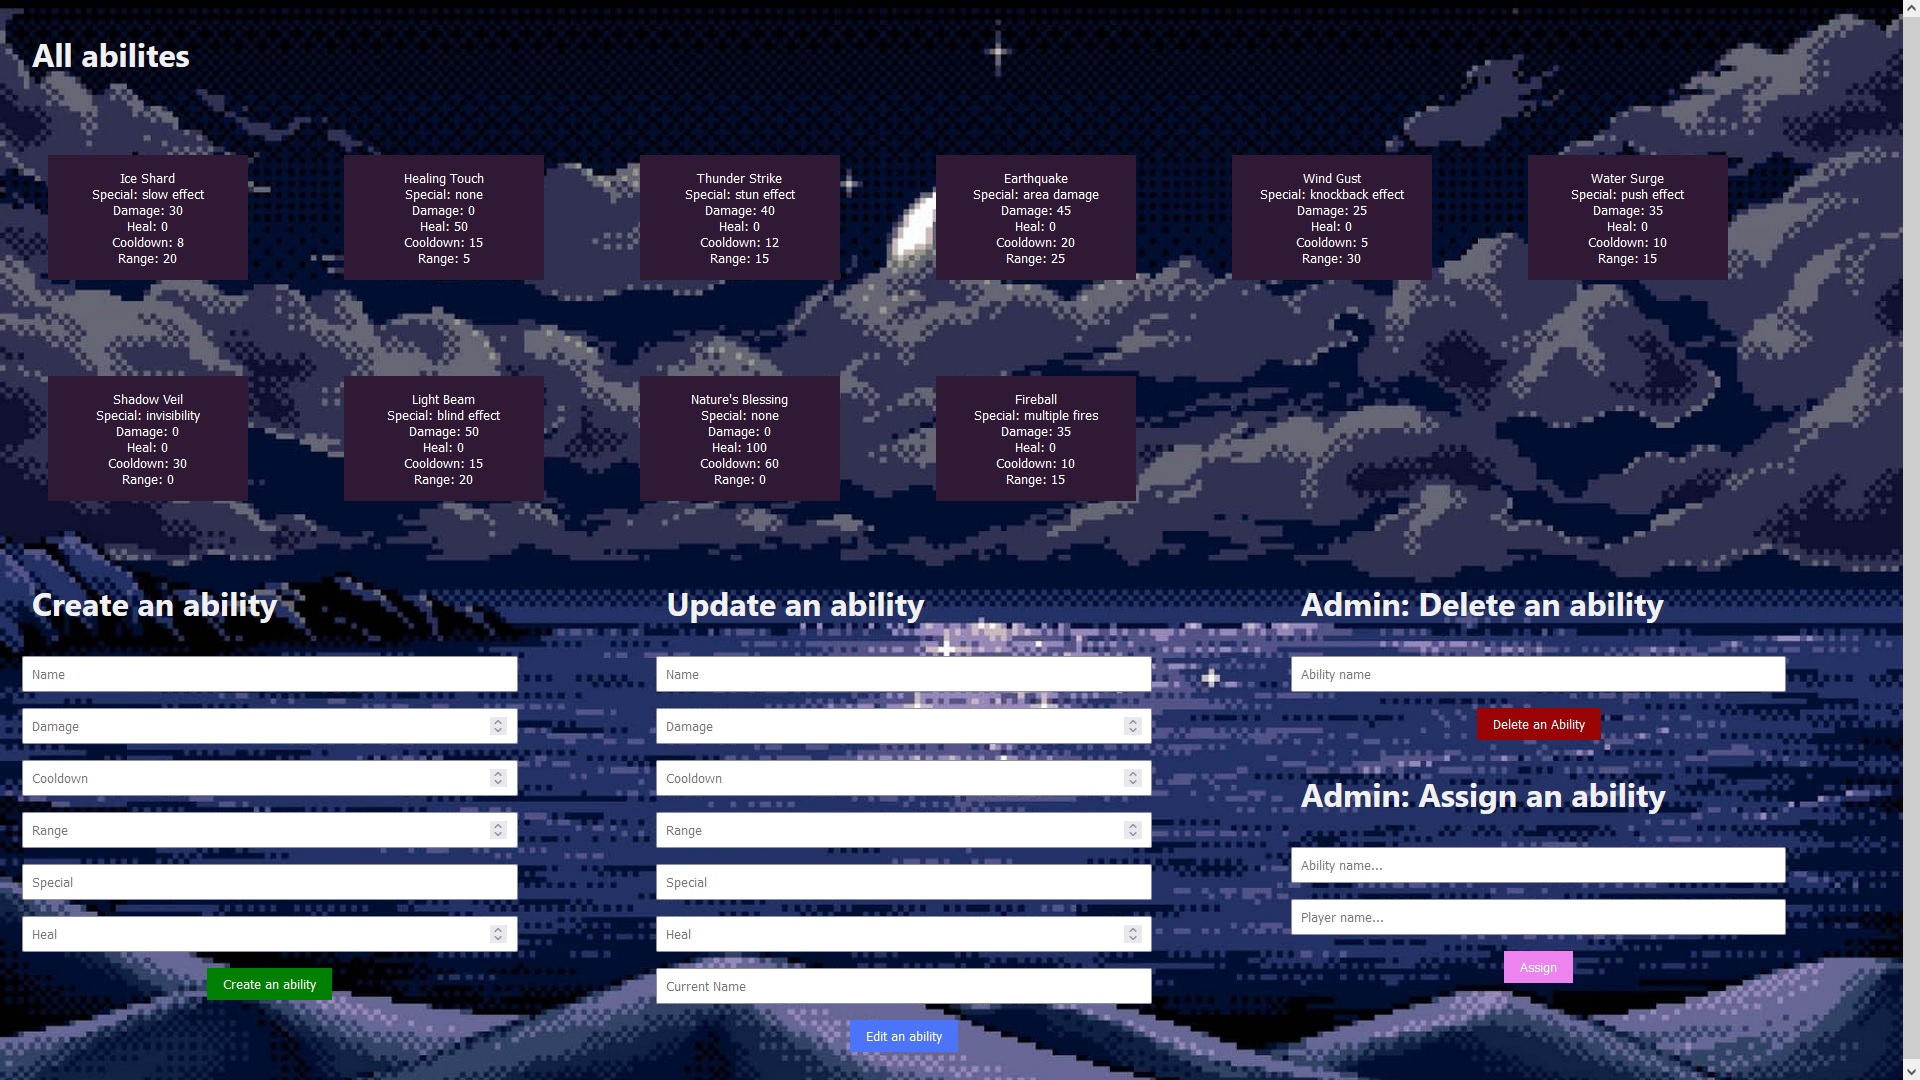 All abilites
Ice Shard
Special: slow effect
Damage: 30
Heal: 0
Cooldown: 8
Range: 20
Healing Touch
Special: none
Damage: 0
Heal: 50
Cooldown: 15
Range: 5
Thunder Strike
Special: stun effect
Damage: 40
Heal: 0
Cooldown: 12
Range: 15
Earthquake
Special: area damage
Damage: 45
Heal: 0
Cooldown: 20
Range: 25
Wind Gust
Special: knockback effect
Damage: 25
Heal: 0
Cooldown: 5
Range: 30
Water Surge
Special: push effect
Damage: 35
Heal: 0
Cooldown: 10
Range: 15
Shadow Veil
Special: invisibility
Damage: 0
Heal: 0
Cooldown: 30
Range: 0
Light Beam
Special: blind effect
Damage: 50
Heal: 0
Cooldown: 15
Range: 20
Nature's Blessing
Special: none
Damage: 0
Heal: 100
Cooldown: 60
Range: 0
Fireball
Special: multiple fires
Damage: 35
Heal: 0
Cooldown: 10
Range: 15
Create an ability
Name
Damage
Cooldown
Range
Special
Heal
Create an ability
Update an ability
Name
Damage
Cooldown
Range
Special
Heal
Current Name
Edit an ability
Admin: Delete an ability
Ability name
Delete an Ability
Admin: Assign an ability
Ability name...
Player name...
Assign